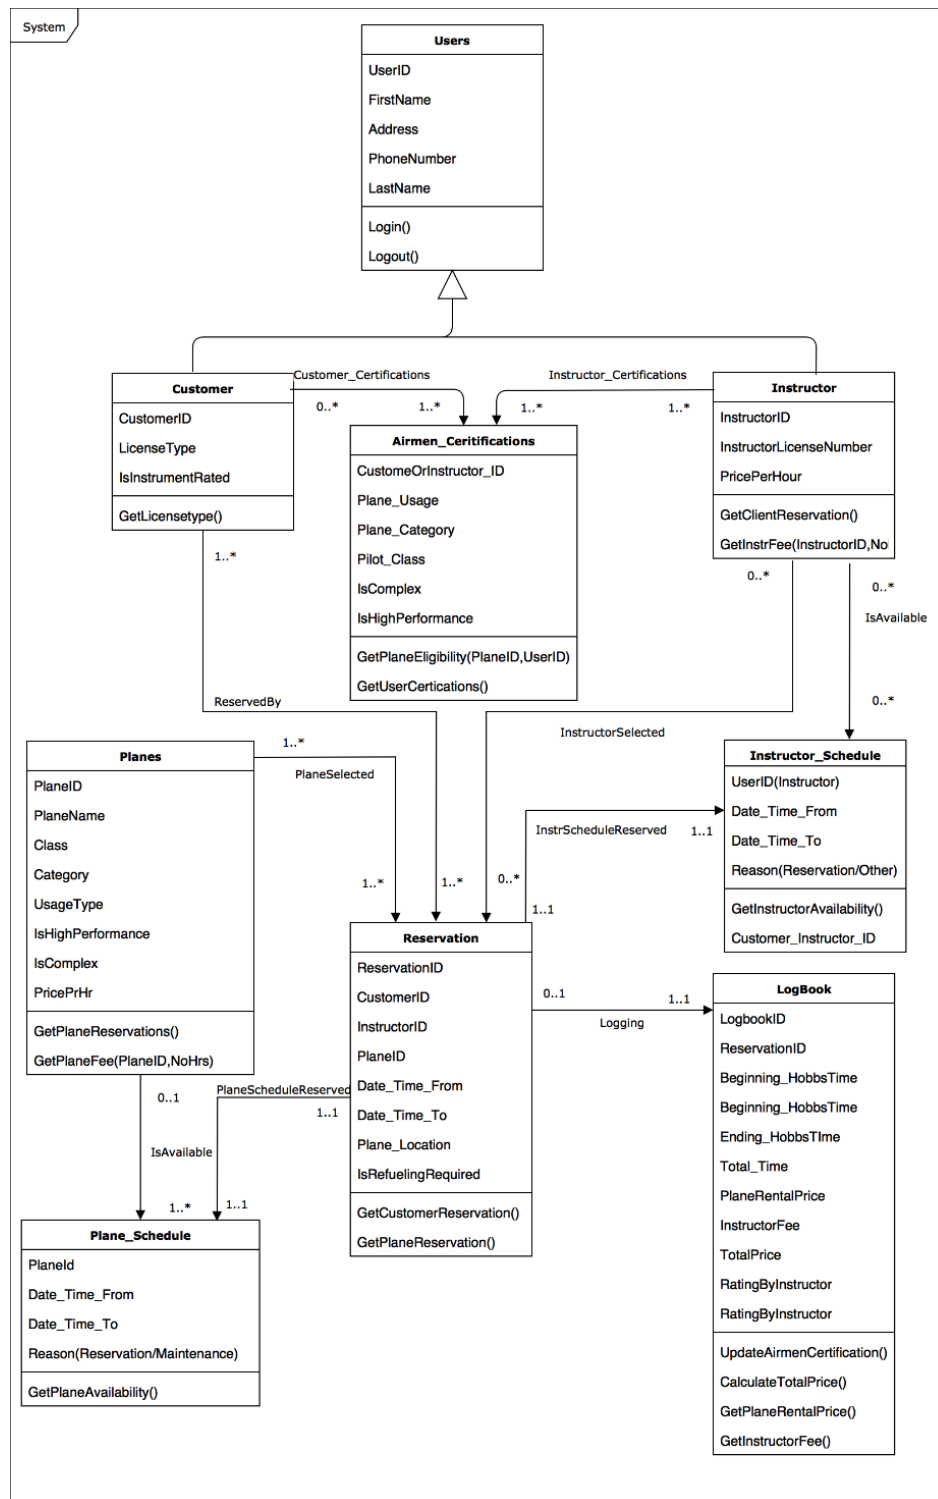 System
Users
UserID
FirstName
Address
PhoneNumber
LastName
Login()
Logout()
Customer_Certifications
Instructor_Certifications
0..*
1..*
1..*
1..*
Customer
CustomerID
LicenseType
IsInstrumentRated
GetLicensetype()
1..*
Airmen_Ceritifications
CustomeOrInstructor_ID
Plane_Usage
Plane_Category
Pilot_Class
IsComplex
IsHighPerformance
GetPlaneEligibility(PlaneID,UserID)
GetUserCertications()
Instructor
InstructorID
InstructorLicenseNumber
PricePerHour
GetClientReservation()
GetInstrFee(InstructorID,No
0..*
0..*
IsAvailable
0..*
ReservedBy
InstructorSelected
Planes
PlaneID
PlaneName
Class
Category
UsageType
IsHighPerformance
IsComplex
PricePrHr
GetPlaneReservations()
GetPlaneFee(PlaneID,NoHrs)
1..*
PlaneSelected
1..*
1..*
0..*
InstrScheduleReserved
1..1
1..1
Instructor_Schedule
UserID(Instructor)
Date_Time_From
Date_Time_To
Reason(Reservation/Other)
GetInstructorAvailability()
Customer_Instructor_ID
Reservation
ReservationID
CustomerID
InstructorID
PlaneID
Date_Time_From
Date_Time_To
Plane_Location
IsRefuelingRequired
GetCustomerReservation()
GetPlaneReservation()
0..1
1..1
Logging
LogBook
LogbookID
ReservationID
Beginning_HobbsTime
Beginning_HobbsTime
Ending_HobbsTIme
Total_Time
PlaneRentalPrice
InstructorFee
TotalPrice
RatingByInstructor
RatingByInstructor
UpdateAirmenCertification()
CalculateTotalPrice()
GetPlaneRentalPrice()
GetInstructorFee()
0..1
PlaneScheduleReserved
1..1
IsAvailable
1..*
1..1
Plane_Schedule
PlaneId
Date_Time_From
Date_Time_To
Reason(Reservation/Maintenance)
GetPlaneAvailability()